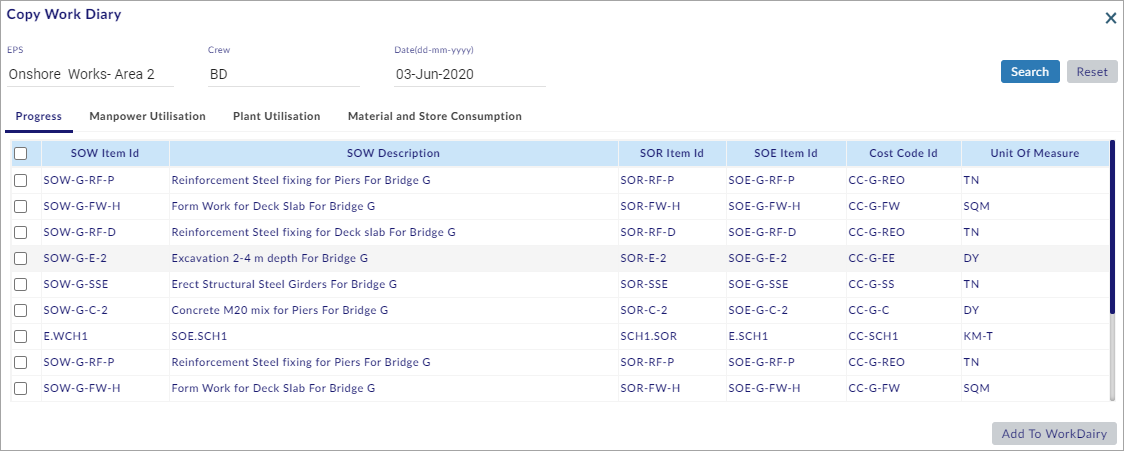 Copy Work Diary
EPS Crew Date(dd-mm-yyyy)
Onshore Works- Area 2 BD 03-Jun-2020 Search Reset
Progress Manpower Utilisation Plant Utilisation Material and Store Consumption
SOW Item Id SOW Description SOR Item Id SOE Item Id Cost Code Id Unit Of Measure
SOW-G-RF-P Reinforcement Steel fixing for Piers For Bridge G SOR-RF-P SOE-G-RF-P CC-G-REO TN
SOW-G-FW-H Form Work for Deck Slab For Bridge G SOR-FW-H SOE-G-FW-H CC-G-FW SQM
SOW-G-RF-D Reinforcement Steel fixing for Deck slab For Bridge G SOR-RF-D SOE-G-RF-D CC-G-REO TN
SOW-G-E-2 Excavation 2-4 m depth For Bridge G SOR-E-2 SOE-G-E-2 CC-G-EE DY
SOW-G-SSE Erect Structural Steel Girders For Bridge G SOR-SSE SOE-G-SSE CC-G-SS TN
SOW-G-C-2 Concrete M20 mix for Piers For Bridge G SOR-C-2 SOE-G-C-2 CC-G-C DY
E.WCH1 SOE.SCH1 SCH1.SOR E.SCH1 CC-SCH1 KM-T
SOW-G-RF-P Reinforcement Steel fixing for Piers For Bridge G SOR-RF-P SOE-G-RF-P CC-G-REO TN
SOW-G-FW-H Form Work for Deck Slab For Bridge G SOR-FW-H SOE-G-FW-H CC-G-FW SQM
Add To WorkDairy